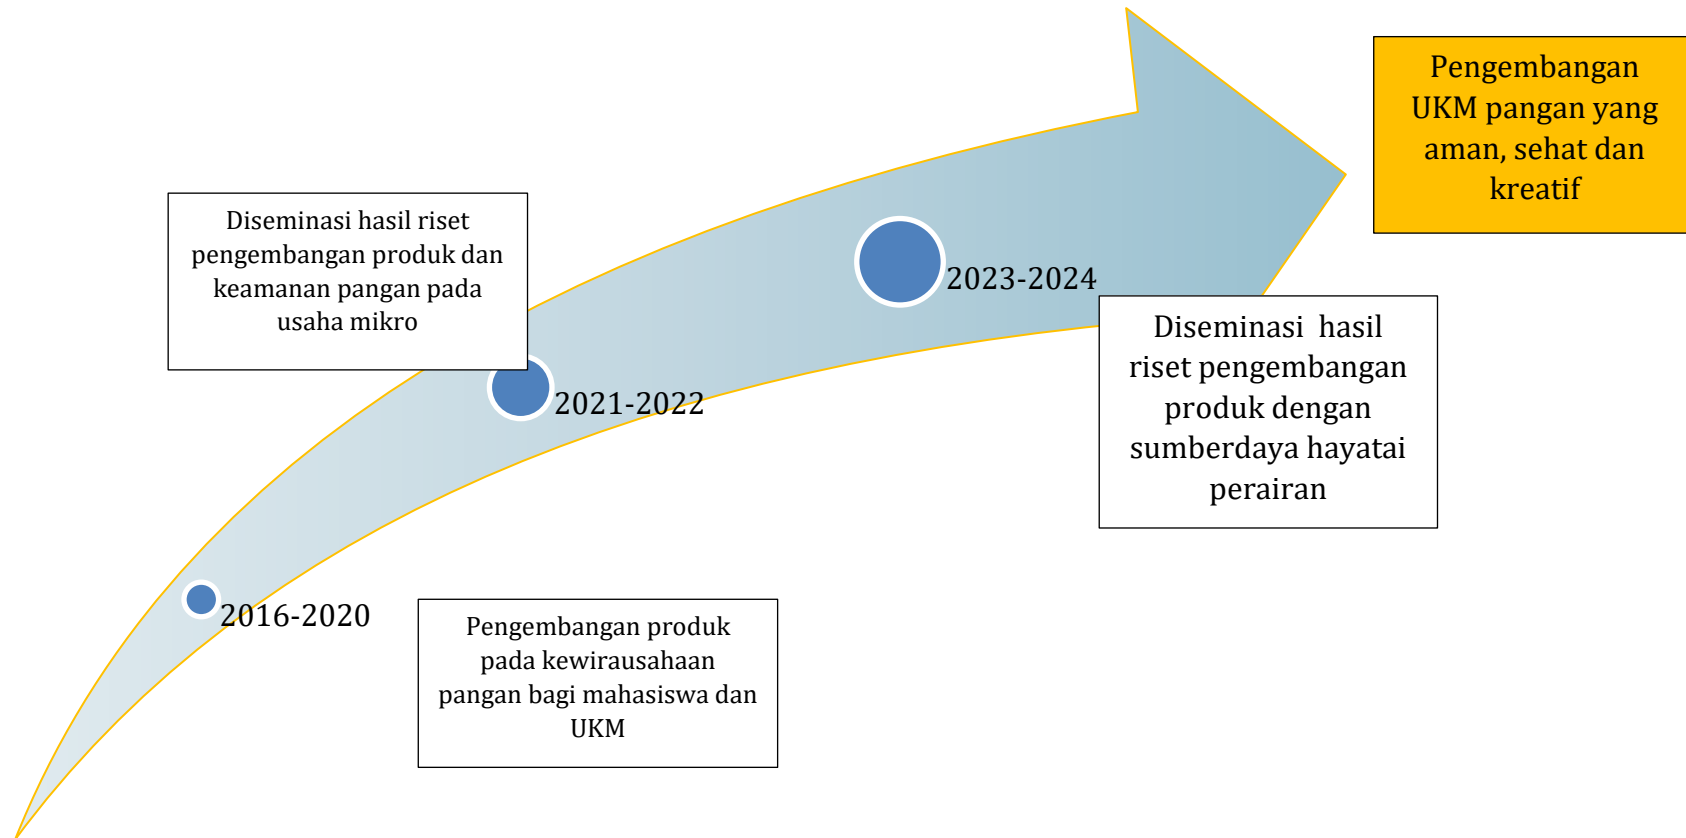 Pengembangan
UKM pangan yang
aman, sehat dan
kreatif
Diseminasi hasil riset
pengembangan produk dan
keamanan pangan pada
usaha mikro
2023-2024
Diseminasi  hasil
riset pengembangan
produk dengan
sumberdaya hayatai
perairan
2021-2022
2016-2020
Pengembangan produk
pada kewirausahaan
pangan bagi mahasiswa dan
UKM